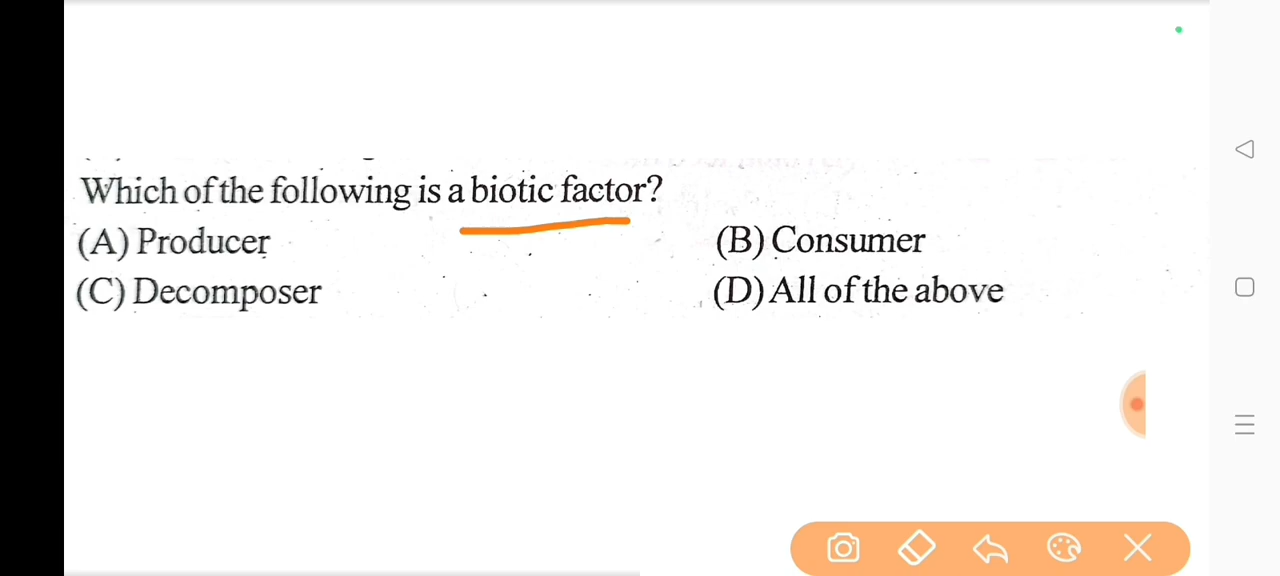 Which of the following is a biotic factor?
(A) Producer (B) Consumer
(C) Decomposer (D) All of the above